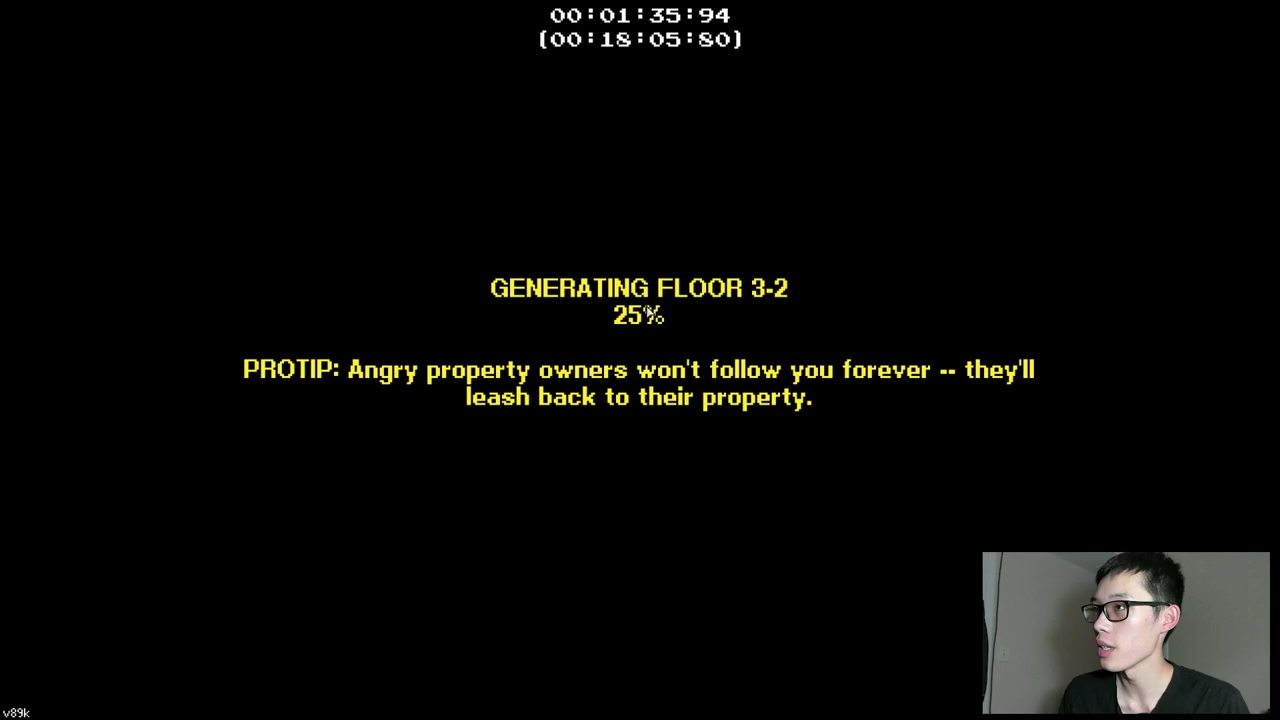 00:01:35:94
(00:18:05:80)
GENERATING FLOOR 3-2
25%
PROTIP: Angry property owners won't follow you forever -- they'll
leash back to their property.
v89k